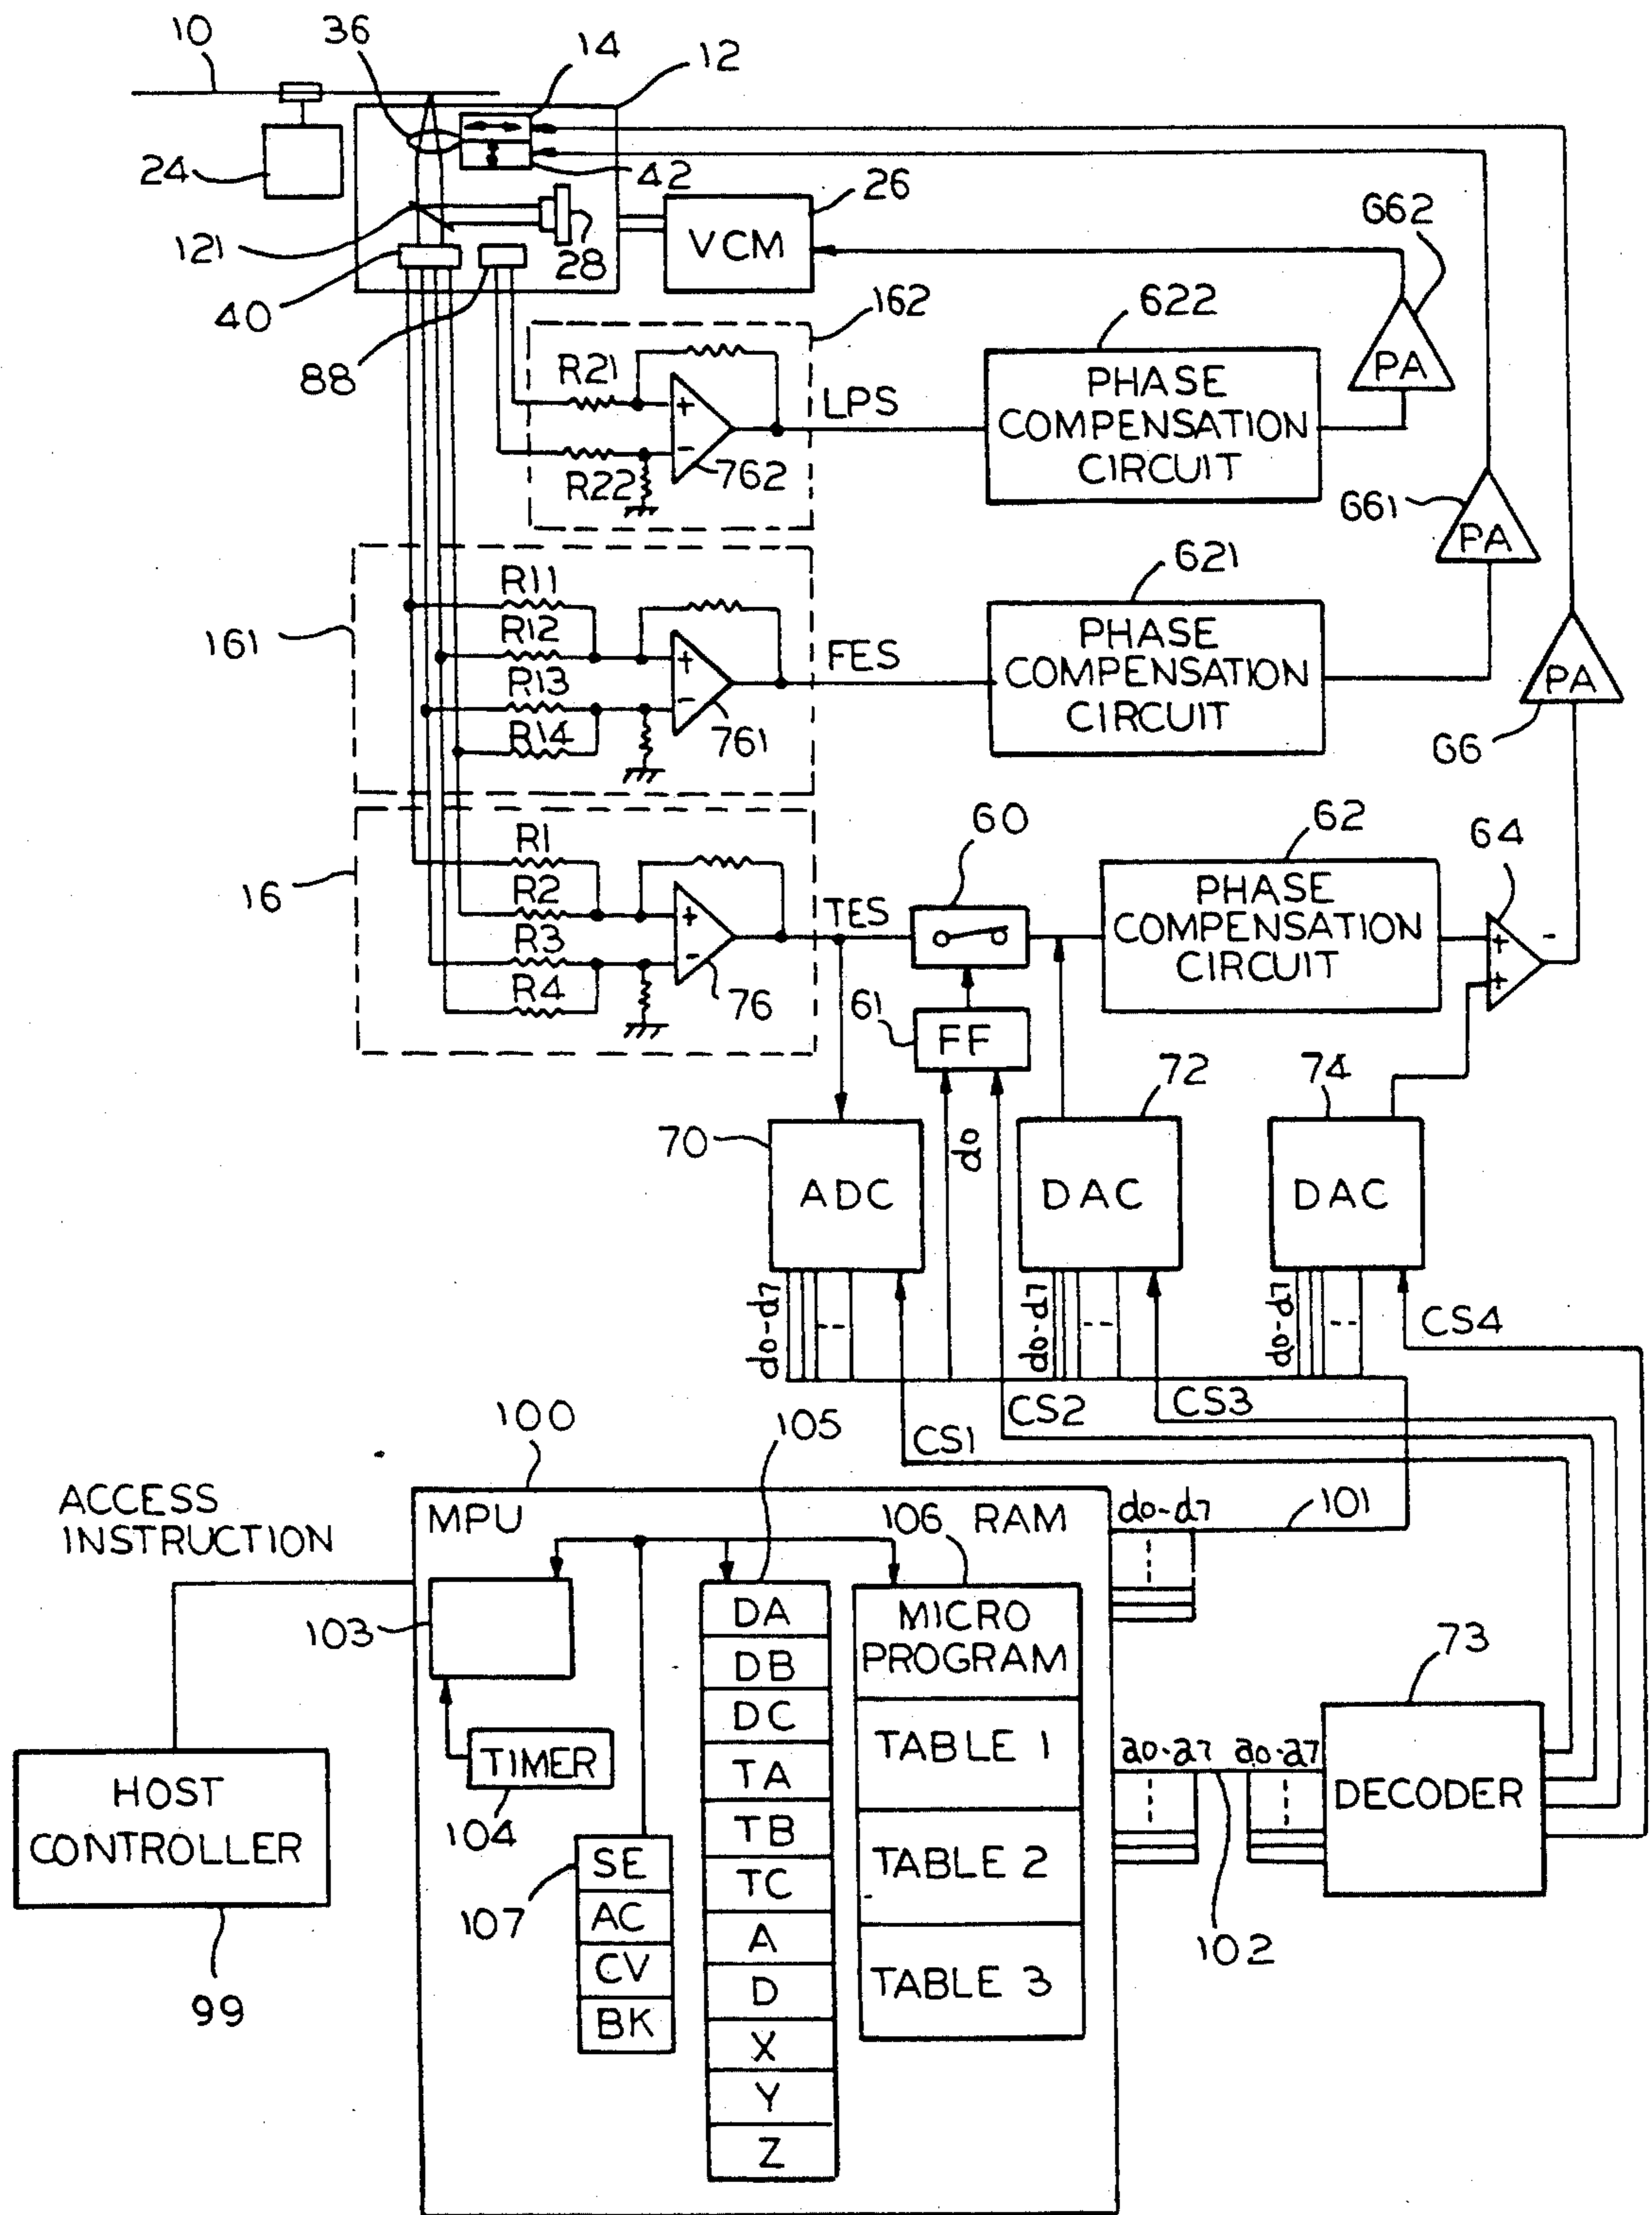 10
36
14
12
24
42
26
VCM
662
121
28
40
88
162
622
R21
LPS
PHASE
COMPENSATION
CIRCUIT
PA
+
-
R22
762
661
PA
161
R11
R12
R13
R14
+
-
761
FES
621
PHASE
COMPENSATION
CIRCUIT
PA
66
16
R1
R2
R3
R4
+
-
76
TES
60
62
PHASE
COMPENSATION
CIRCUIT
64
+
+
-
61
FF
70
ADC
d0
72
DAC
74
DAC
d0-d7
d0-d7
d0-d7
CS4
CS1
CS2
CS3
ACCESS
INSTRUCTION
100
105
MPU
106
RAM
d0-d7
101
103
DA
DB
DC
TA
TB
TC
A
D
X
Y
Z
MICRO
PROGRAM
TABLE 1
TABLE 2
TABLE 3
TIMER
104
107
SE
AC
CV
BK
HOST
CONTROLLER
99
a0-a7
a0-a7
102
73
DECODER